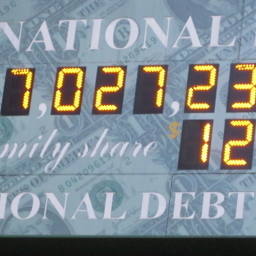 NATIONAL
7,027,23
mily share $ 12
IONAL DEBT